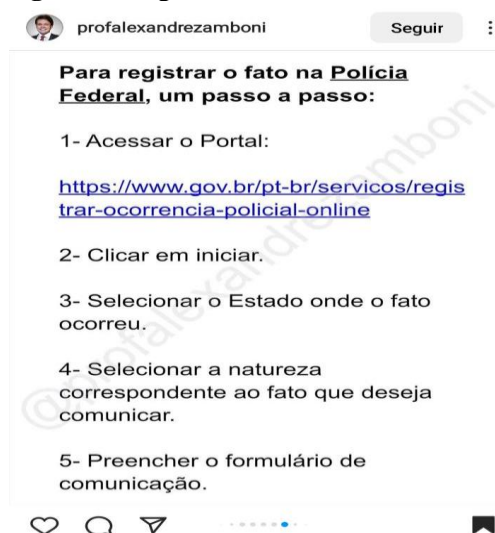 profalexandrezamboni
Seguir
Para registrar o fato na Polícia
Federal, um passo a passo:
1- Acessar o Portal:
https://www.gov.br/pt-br/servicos/regis
trar-ocorrencia-policial-online
2- Clicar em iniciar.
3- Selecionar o Estado onde o fato
ocorreu.
4- Selecionar a natureza
correspondente ao fato que deseja
comunicar.
5- Preencher o formulário de
comunicação.
@profalexandrezamboni